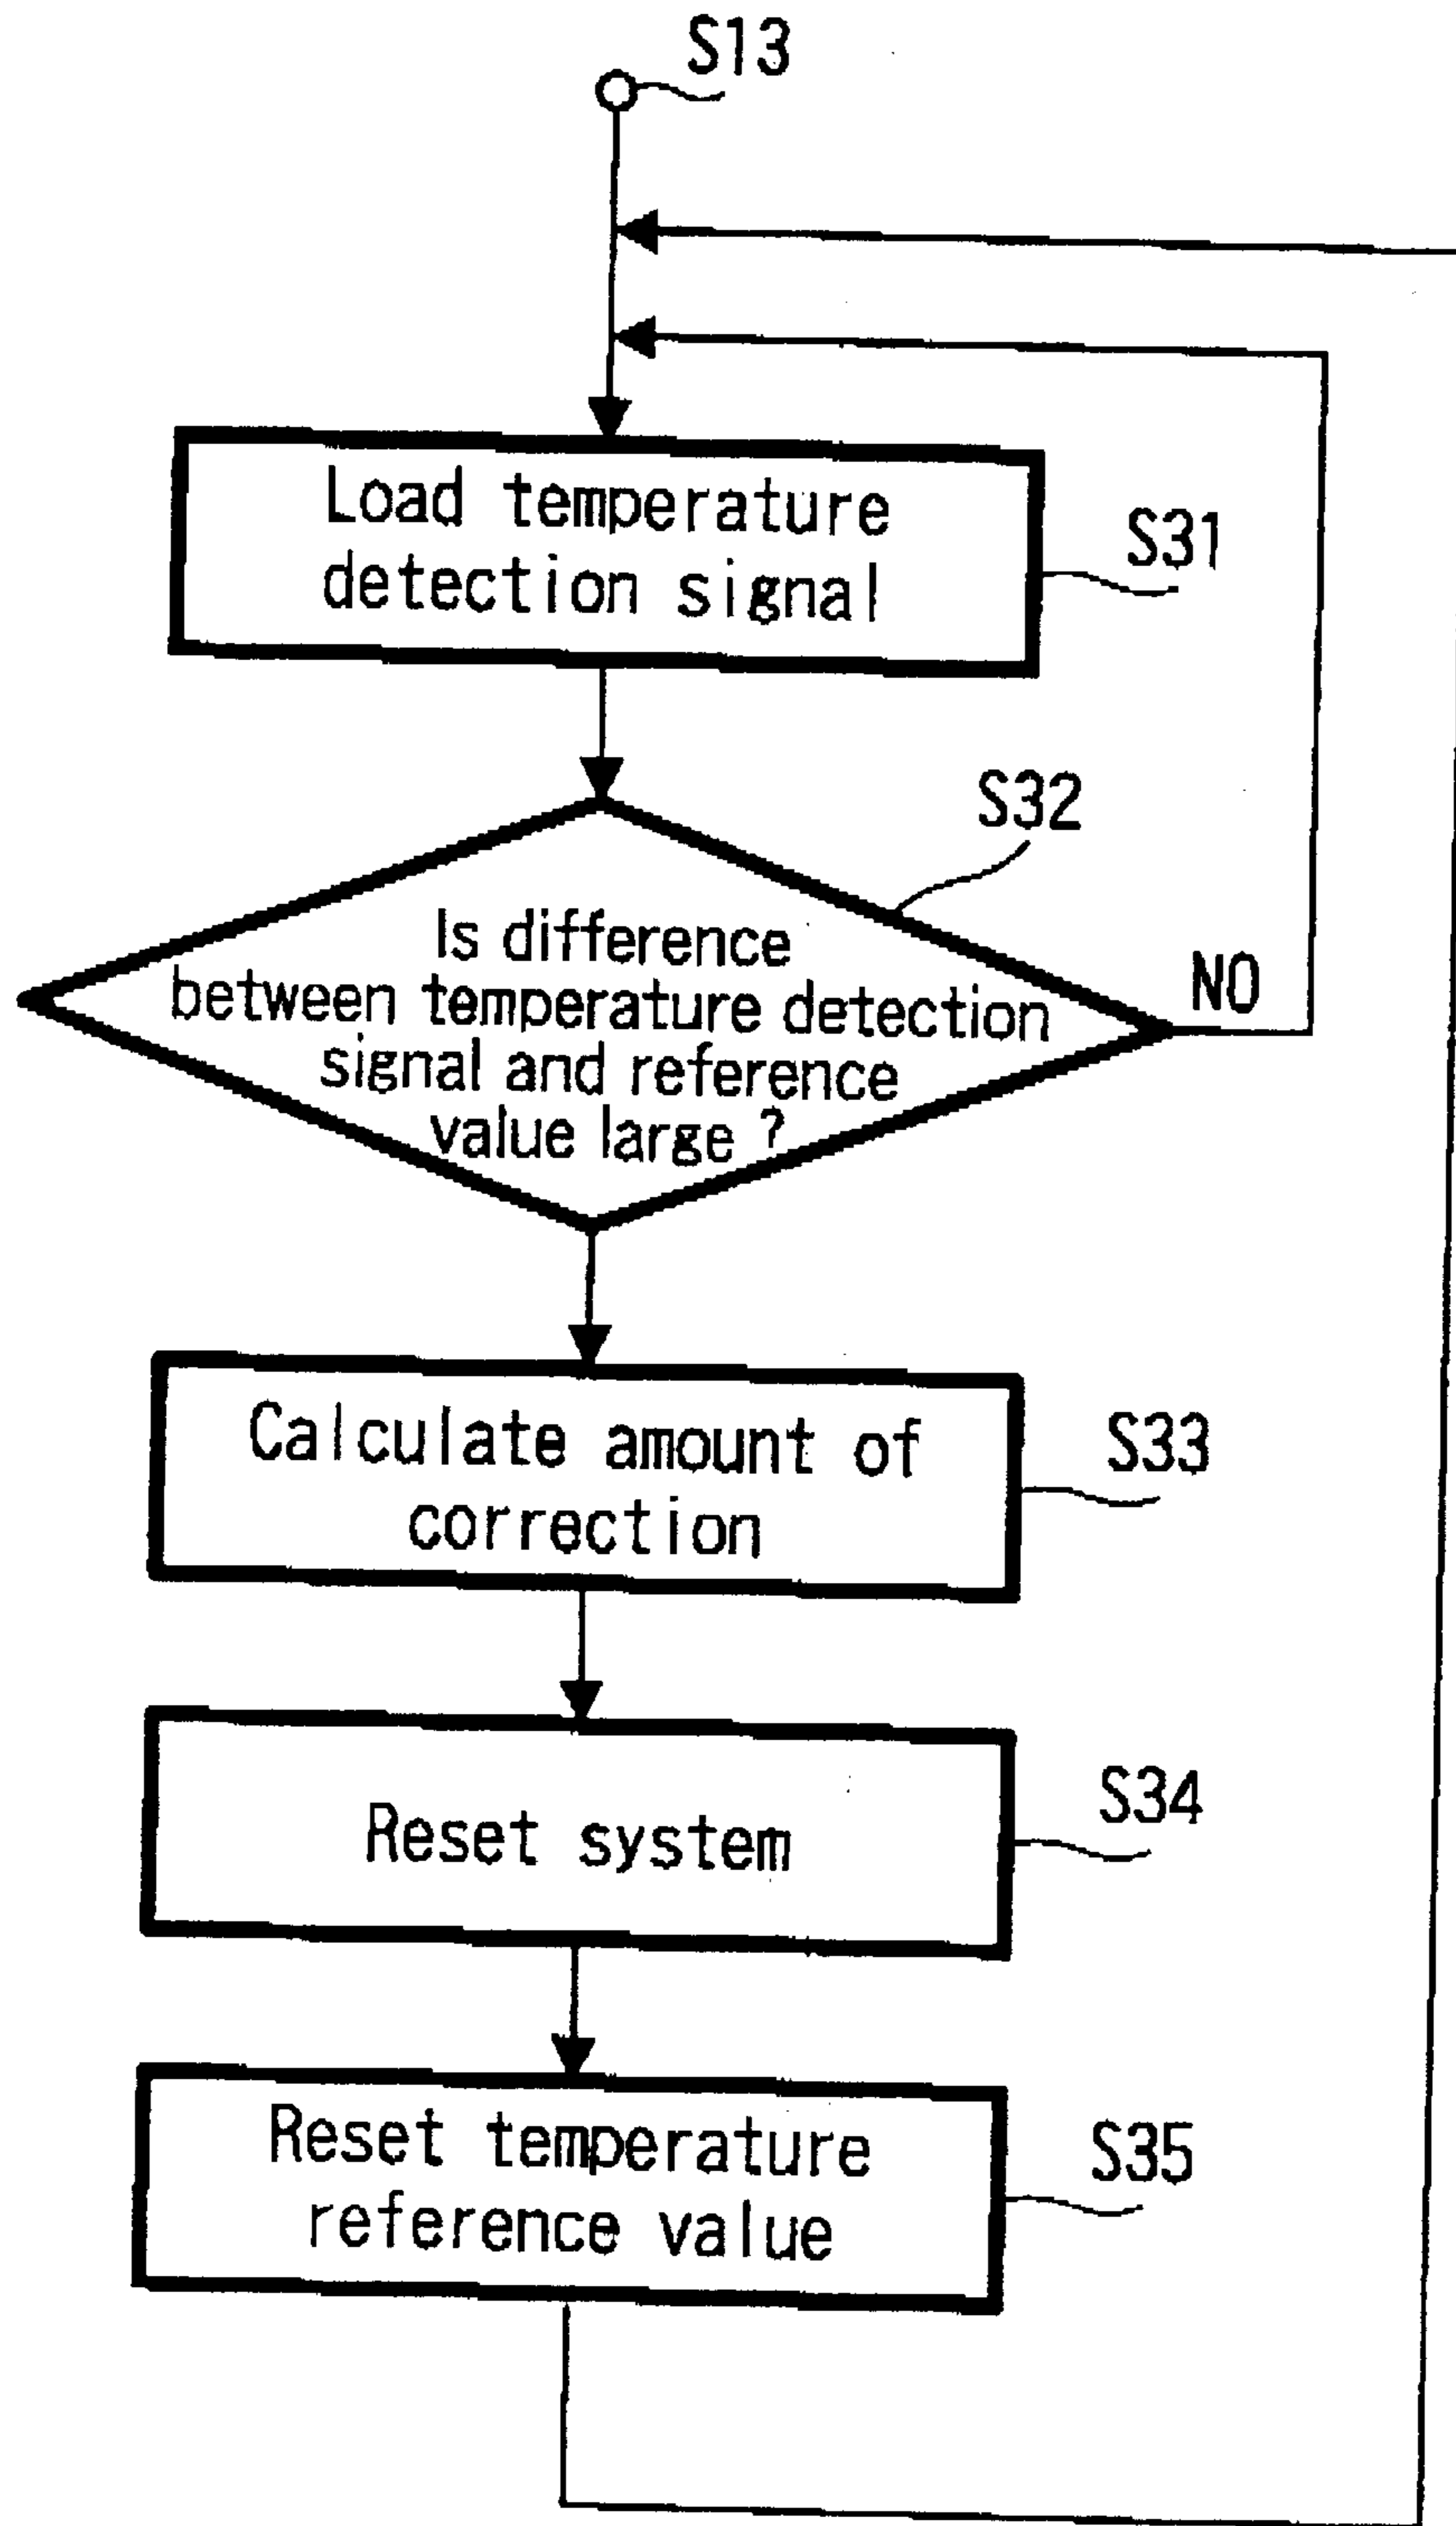 S13
Load temperature
detection signal
S31
S32
Is difference
between temperature detection
signal and reference
value large ?
NO
Calculate amount of
correction
S33
Reset system
S34
Reset temperature
reference value
S35